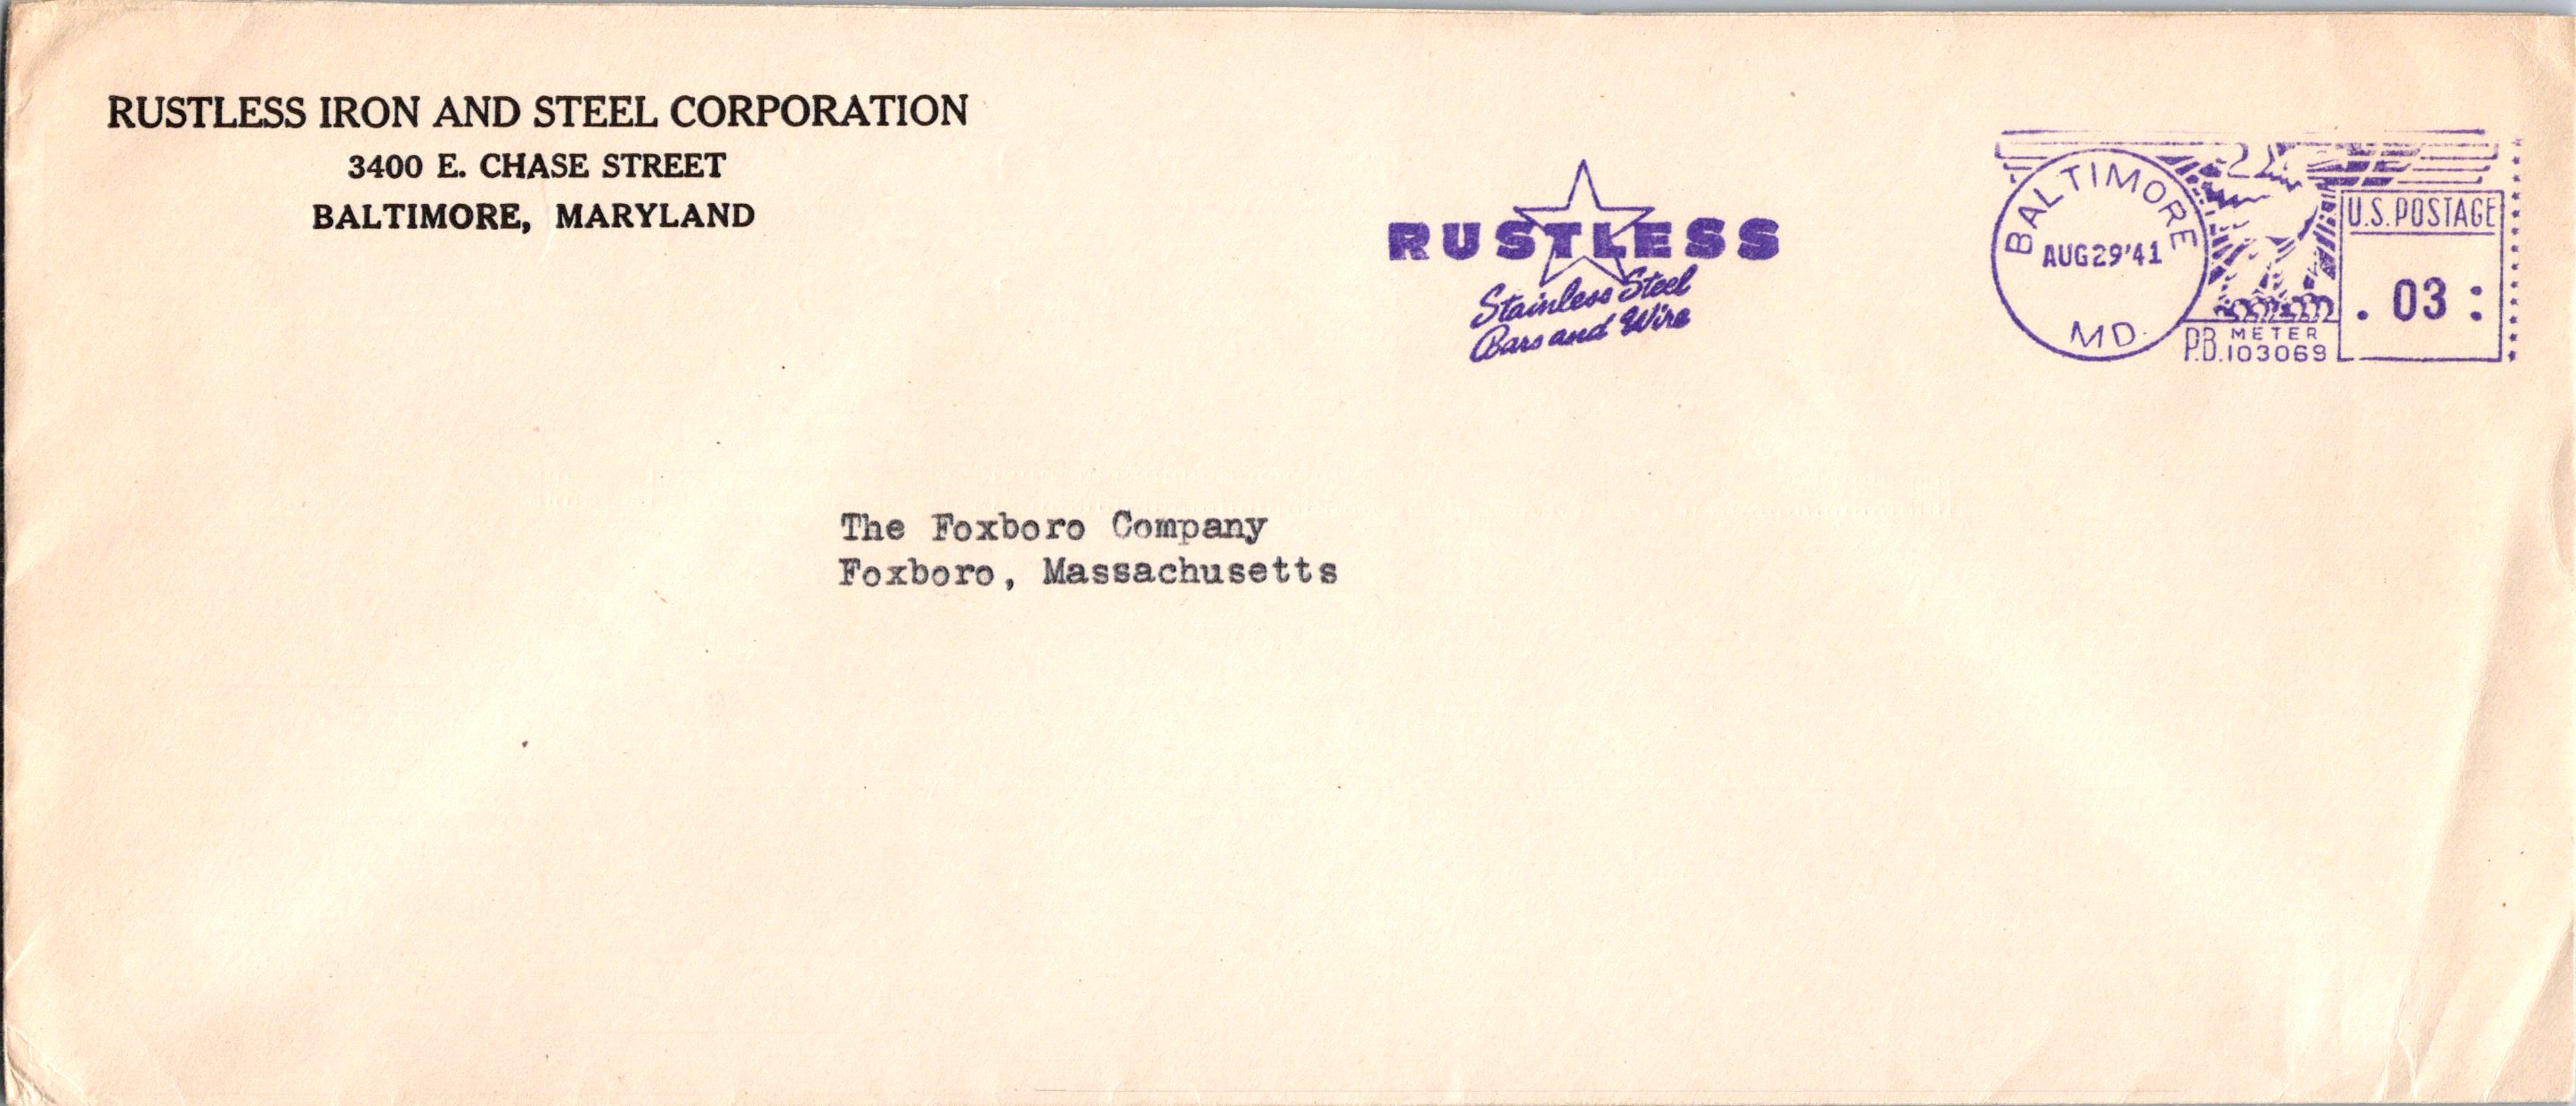 RUSTLESS IRON AND STEEL CORPORATION
3400 E. CHASE STREET
BALTIMORE, MARYLAND
RUSTLESS
Stainless Steel
Bars and Wire
BALTIMORE
AUG 29 '41
MD.
P.B. METER
103069
U.S. POSTAGE
.03:
The Foxboro Company
Foxboro, Massachusetts